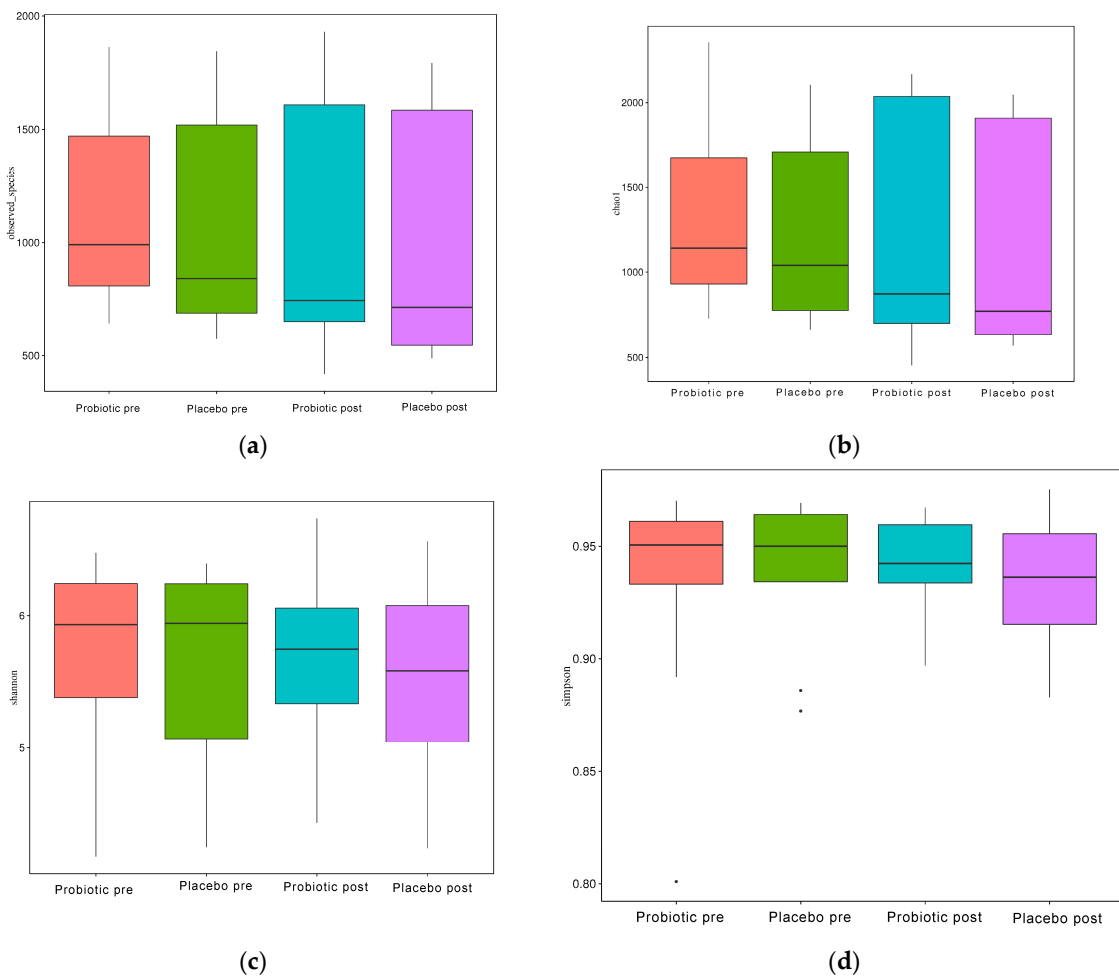 2000
1500
1000
500
observed_species
Probiotic pre
Placebo pre
Probiotic post
Placebo post
(a)
2000
1500
1000
500
chao1
Probiotic pre
Placebo pre
Probiotic post
Placebo post
(b)
6
5
shannon
Probiotic pre
Placebo pre
Probiotic post
Placebo post
(c)
0.95
0.90
0.85
0.80
simpson
Probiotic pre
Placebo pre
Probiotic post
Placebo post
(d)